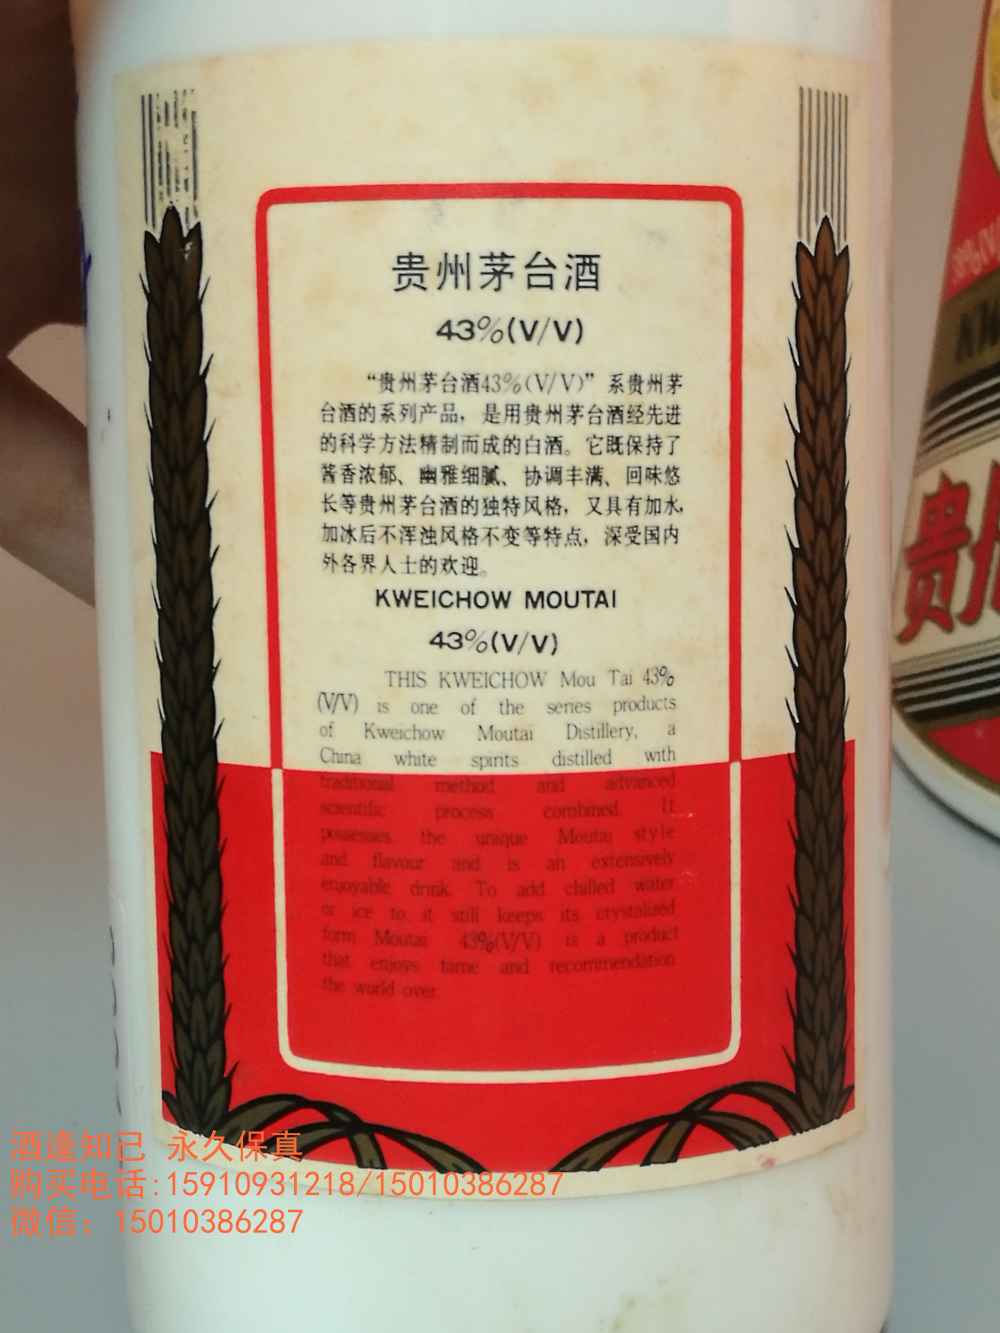 贵州茅台酒
43%(V/V)
“贵州茅台酒43%(V/V)”系贵州茅
台酒的系列产品，是用贵州茅台酒经先进
的科学方法精制而成的白酒。它既保持了
酱香浓郁、幽雅细腻、协调丰满、回味悠
长等贵州茅台酒的独特风格，又具有加水,
加冰后不浑浊风格不变等特点，深受国内
外各界人士的欢迎。
KWEICHOW MOUTAI
43%(V/V)
THIS KWEICHOW Mou Tai 43%
(V/V) is one of the series products
of Kweichow Moutai Distillery, a
China white spirits distilled with
traditional method and advanced
scientific process combined. It
possesses the unique Moutai style
and flavour and is an extensively
enjoyable drink. To add chilled water
or ice to it still keeps its crystalized
form Moutai 43%(V/V) is a product
that enjoys fame and recommendation
the world over.
贵
酒逢知己 永久保真
购买电话:15910931218/15010386287
微信：15010386287